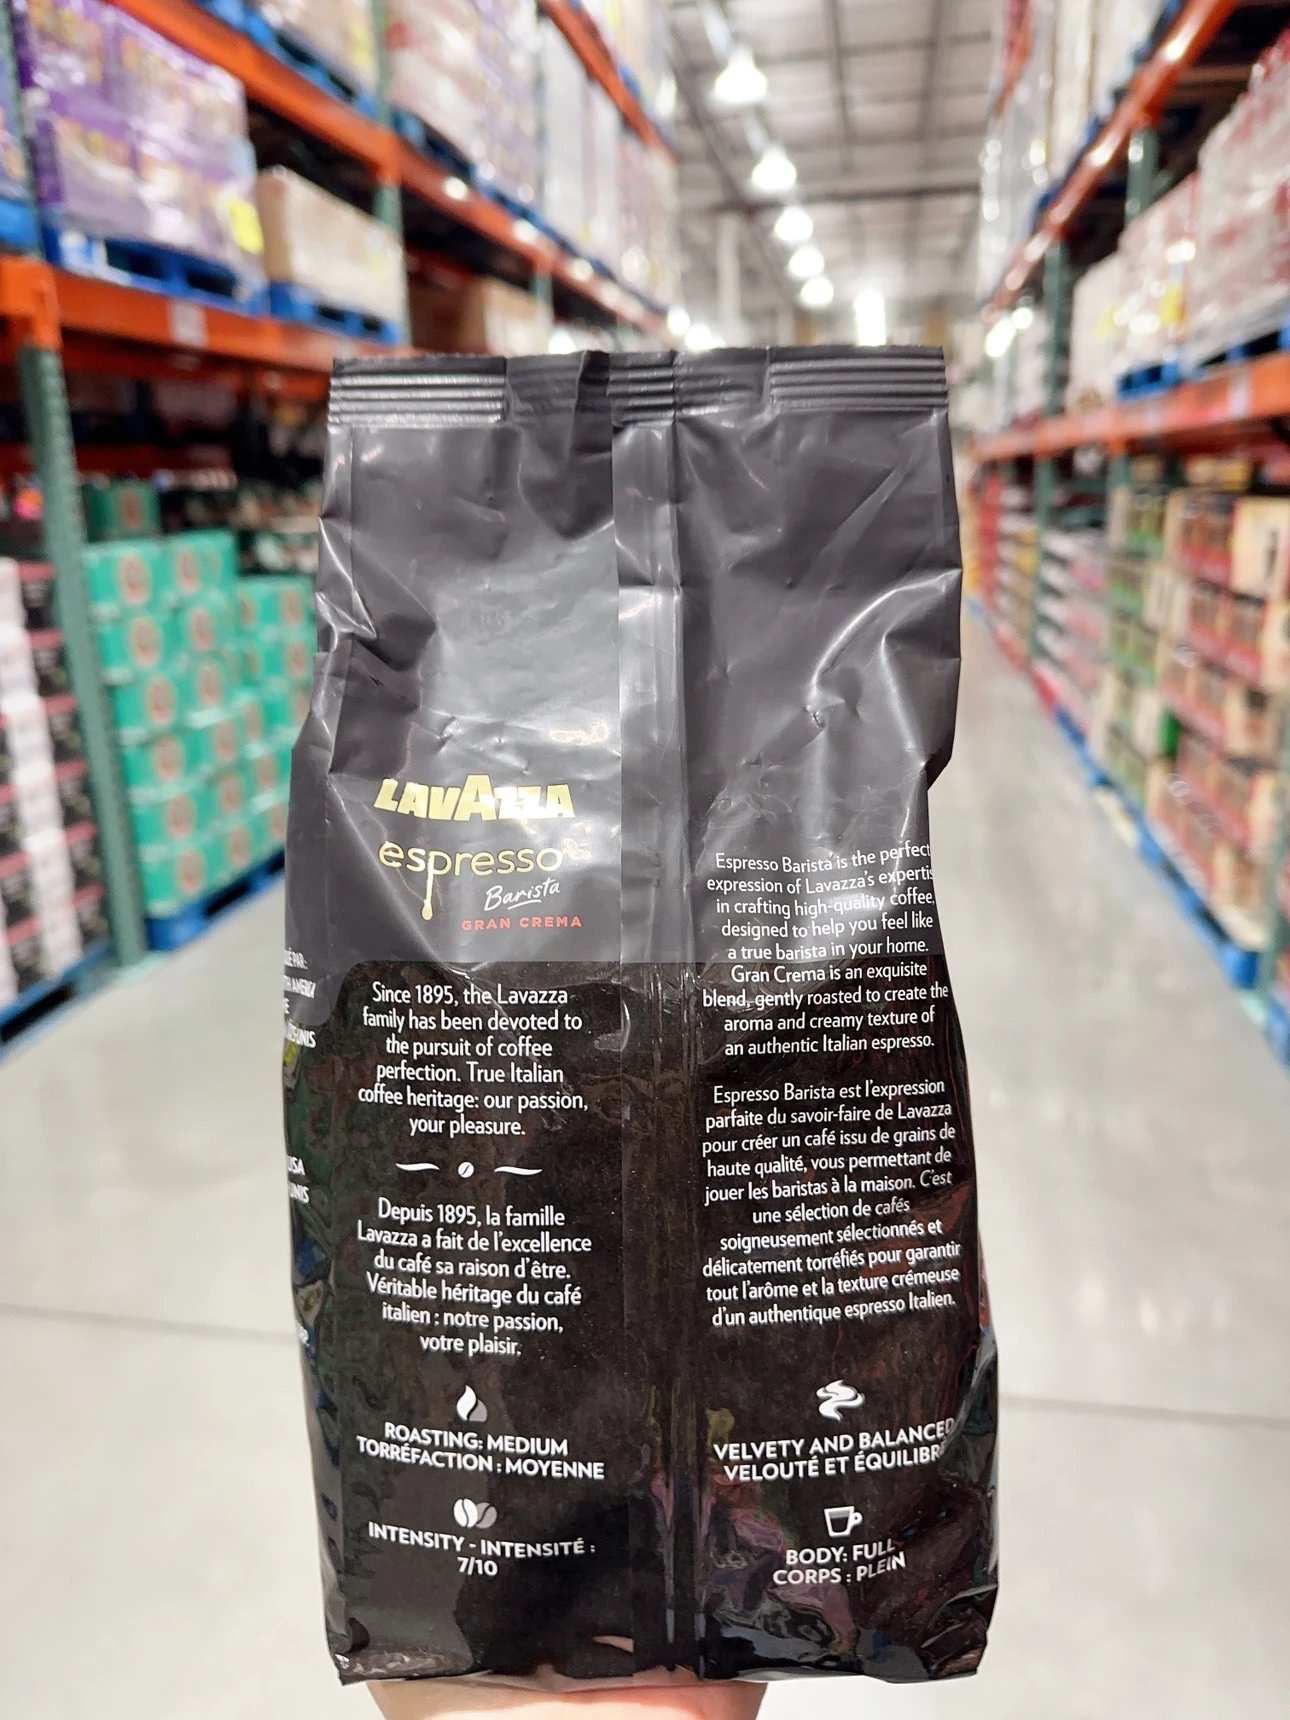 LAVAZZA
espresso
Barista
GRAN CREMA
Since 1895, the Lavazza
family has been devoted to
the pursuit of coffee
perfection. True Italian
coffee heritage: our passion,
your pleasure.
Depuis 1895, la famille
Lavazza a fait de l'excellence
du café sa raison d'être.
Véritable héritage du café
italien : notre passion,
votre plaisir.
ROASTING: MEDIUM
TORRÉFACTION : MOYENNE
INTENSITY - INTENSITÉ :
7/10
Espresso Barista is the perfect
expression of Lavazza's expertis
in crafting high-quality coffee,
designed to help you feel like
a true barista in your home.
Gran Crema is an exquisite
blend, gently roasted to create the
aroma and creamy texture of
an authentic Italian espresso.
Espresso Barista est l'expression
parfaite du savoir-faire de Lavazza
pour créer un café issu de grains de
haute qualité, vous permettant de
jouer les baristas à la maison. C'est
une sélection de cafés
soigneusement sélectionnés et
délicatement torréfiés pour garantir
tout l'arôme et la texture crémeuse
d'un authentique espresso Italien.
VELVETY AND BALANCED
VELOUTÉ ET ÉQUILIBR
BODY: FULL
CORPS : PLEIN
PAR:
USA